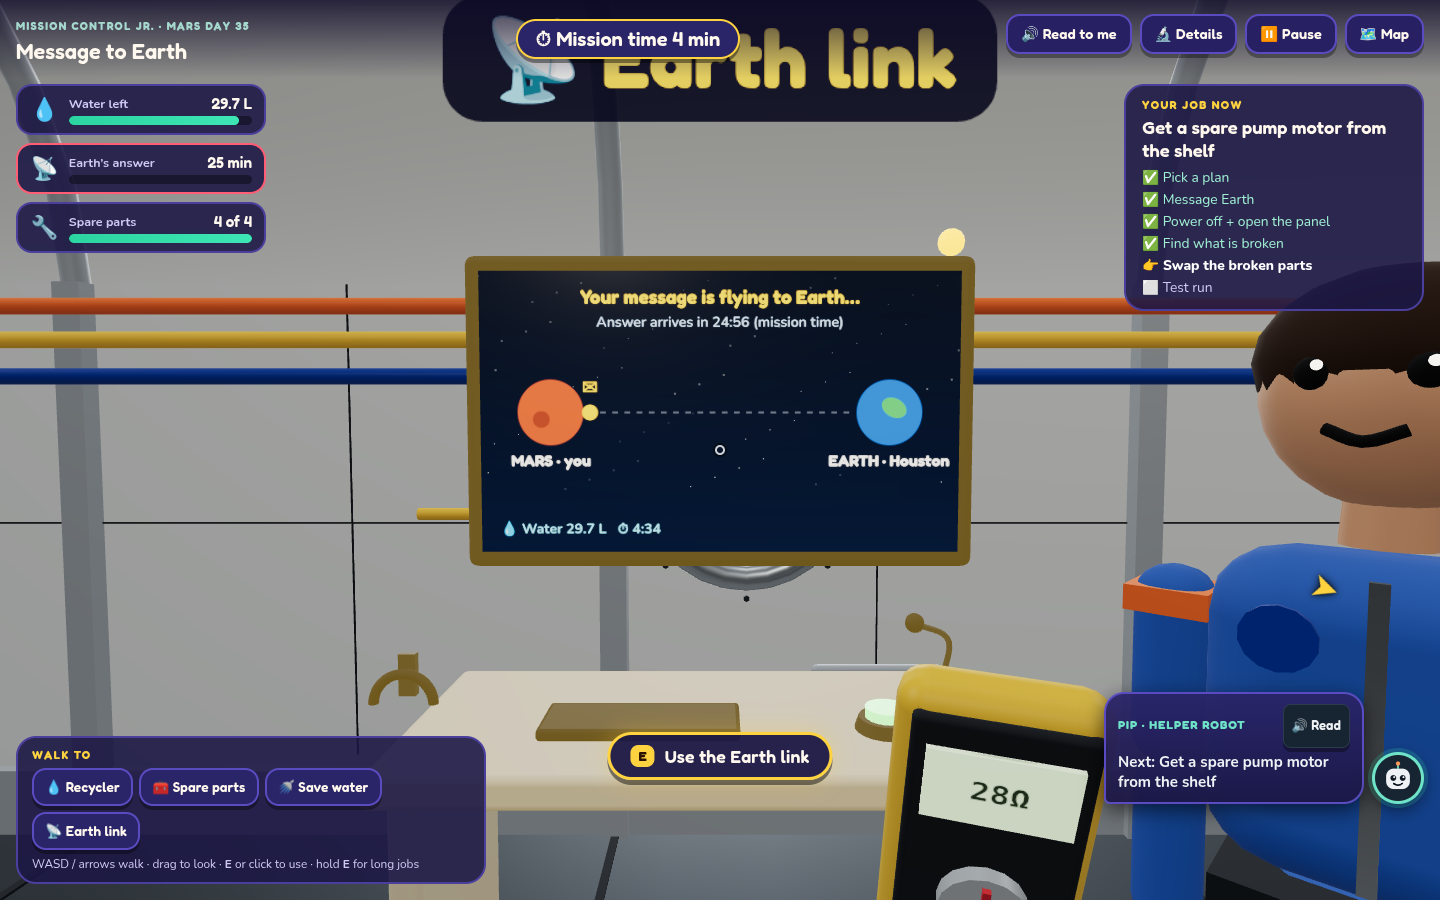 MISSION CONTROL JR. · MARS DAY 35
Message to Earth
Water left 29.7 L
Earth's answer 25 min
Spare parts 4 of 4
Mission time 4 min
Earth link
Read to me
Details
Pause
Map
YOUR JOB NOW
Get a spare pump motor from
the shelf
Pick a plan
Message Earth
Power off + open the panel
Find what is broken
Swap the broken parts
Test run
Your message is flying to Earth...
Answer arrives in 24:56 (mission time)
MARS · you
EARTH · Houston
Water 29.7 L 4:34
E Use the Earth link
28Ω
WALK TO
Recycler
Spare parts
Save water
Earth link
WASD / arrows walk · drag to look · E or click to use · hold E for long jobs
PIP · HELPER ROBOT
Read
Next: Get a spare pump motor
from the shelf